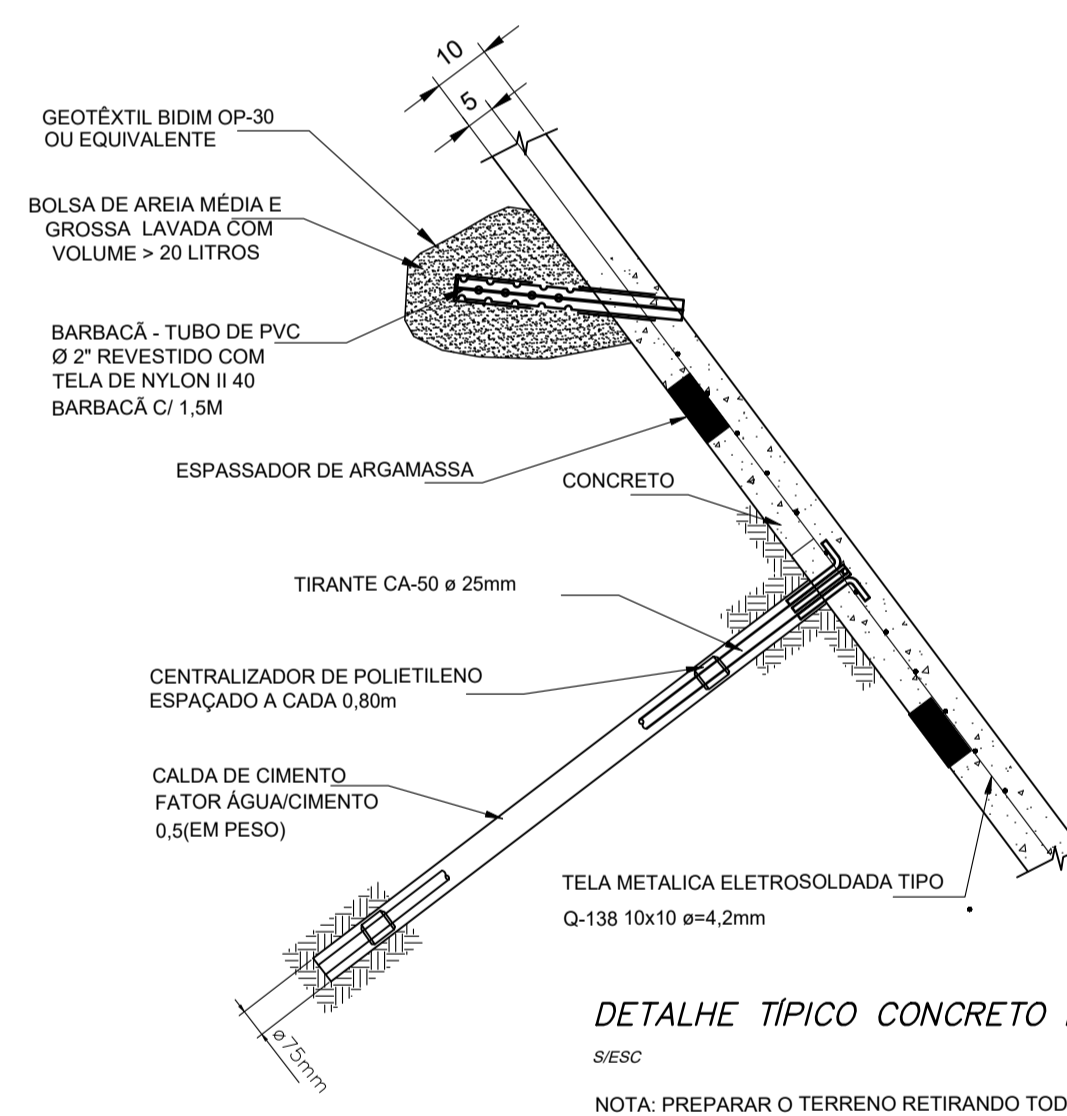 10
5
GEOTÊXTIL BIDIM OP-30
OU EQUIVALENTE
BOLSA DE AREIA MÉDIA E
GROSSA LAVADA COM
VOLUME > 20 LITROS
BARBACÃ - TUBO DE PVC
Ø 2" REVESTIDO COM
TELA DE NYLON II 40
BARBACÃ C/ 1,5M
ESPASSADOR DE ARGAMASSA
CONCRETO
TIRANTE CA-50 ø 25mm
CENTRALIZADOR DE POLIETILENO
ESPAÇADO A CADA 0,80m
CALDA DE CIMENTO
FATOR ÁGUA/CIMENTO
0,5(EM PESO)
TELA METALICA ELETROSOLDADA TIPO
Q-138 10x10 ø=4,2mm
ø75mm
DETALHE TÍPICO CONCRETO
S/ESC
NOTA: PREPARAR O TERRENO RETIRANDO TOD